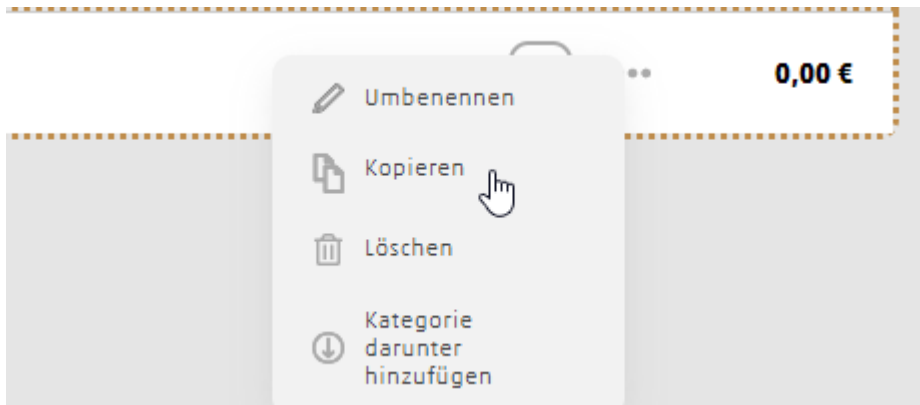 0,00 €
Umbenennen
Kopieren
Löschen
Kategorie
darunter
hinzufügen